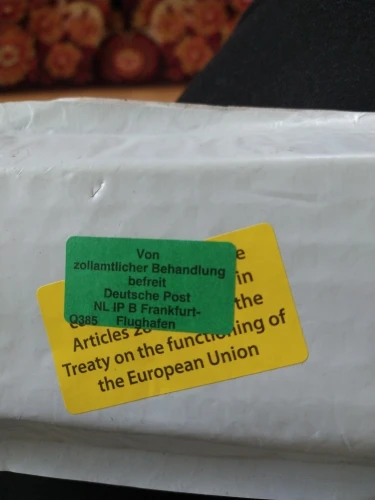 Von
zollamtlicher Behandlung
befreit
Deutsche Post
NL IP B Frankfurt-
Q385 Flughafen
in
the
Articles
Treaty on the functioning of
the European Union